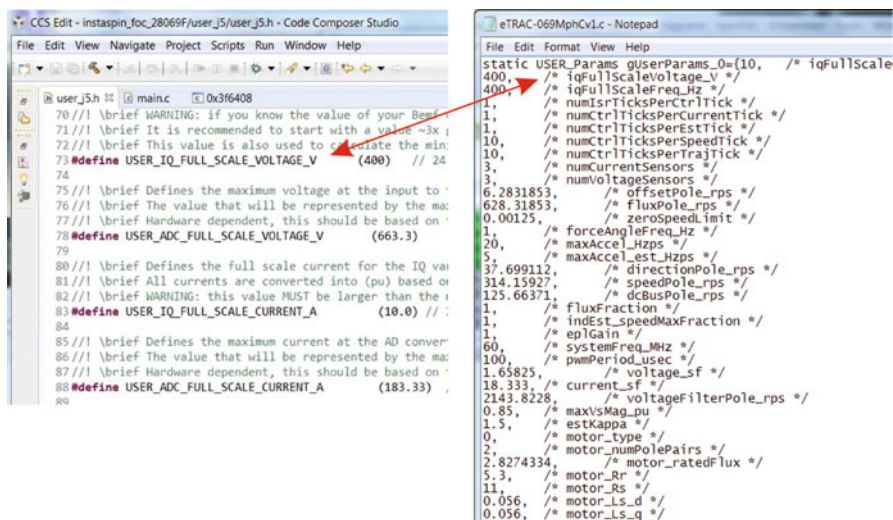 CCS Edit - instaspin_foc_28069F/user_j5/user_j5.h - Code Composer Studio
File Edit View Navigate Project Scripts Run Window Help
user_j5.h main.c 0x3f6408
70 //! \brief WARNING: if you know the value of your Bemf
71 //! \brief It is recommended to start with a value ~3x
72 //! \brief This value is also used to calculate the mini
73 #define USER_IQ_FULL_SCALE_VOLTAGE_V (400) // 24
74
75 //! \brief Defines the maximum voltage at the input to
76 //! \brief The value that will be represented by the max
77 //! \brief Hardware dependent, this should be based on
78 #define USER_ADC_FULL_SCALE_VOLTAGE_V (663.3)
79
80 //! \brief Defines the full scale current for the IQ var
81 //! \brief All currents are converted into (pu) based on
82 //! \brief WARNING: this value MUST be larger than the
83 #define USER_IQ_FULL_SCALE_CURRENT_A (10.0) //
84
85 //! \brief Defines the maximum current at the AD conver
86 //! \brief The value that will be represented by the max
87 //! \brief Hardware dependent, this should be based on
88 #define USER_ADC_FULL_SCALE_CURRENT_A (183.33)
89
eTRAC-069MphCv1.c - Notepad
File Edit Format View Help
static USER_Params gUserParams_0={10, /* iqFullScale
400, /* iqFullScaleVoltage_V */
400, /* iqFullScaleFreq_Hz */
1, /* numIsrTicksPerCtrlTick */
1, /* numCtrlTicksPerCurrentTick */
1, /* numCtrlTicksPerEstTick */
10, /* numCtrlTicksPerSpeedTick */
10, /* numCtrlTicksPerTrajTick */
3, /* numCurrentSensors */
3, /* numVoltageSensors */
6.2831853, /* offsetPole_rps */
628.31853, /* fluxPole_rps */
0.00125, /* zeroSpeedLimit */
1, /* forceAngleFreq_Hz */
20, /* maxAccel_Hzps */
5, /* maxAccel_est_Hzps */
37.699112, /* directionPole_rps */
314.15927, /* speedPole_rps */
125.66371, /* dcBusPole_rps */
1, /* fluxFraction */
1, /* indEst_speedMaxFraction */
1, /* eplGain */
60, /* systemFreq_MHz */
100, /* pwmPeriod_usec */
1.65825, /* voltage_sf */
18.333, /* current_sf */
2143.8228, /* voltageFilterPole_rps */
0.85, /* maxVsMag_pu */
1.5, /* estKappa */
0, /* motor_type */
2, /* motor_numPolePairs */
2.8274334, /* motor_ratedFlux */
5.3, /* motor_Rr */
11, /* motor_Rs */
0.056, /* motor_Ls_d */
0.056, /* motor_Ls_q */